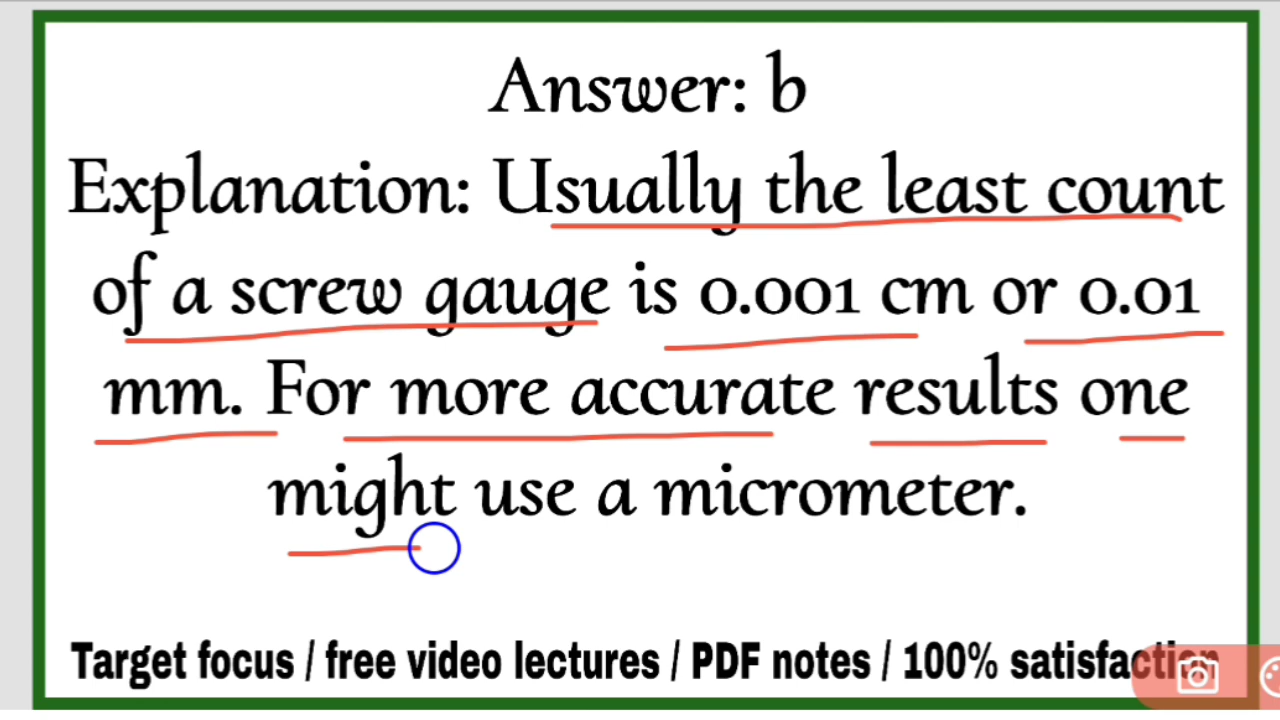 Answer: b
Explanation: Usually the least count
of a screw gauge is 0.001 cm or 0.01
mm. For more accurate results one
might use a micrometer.
Target focus / free video lectures / PDF notes / 100% satisfaction